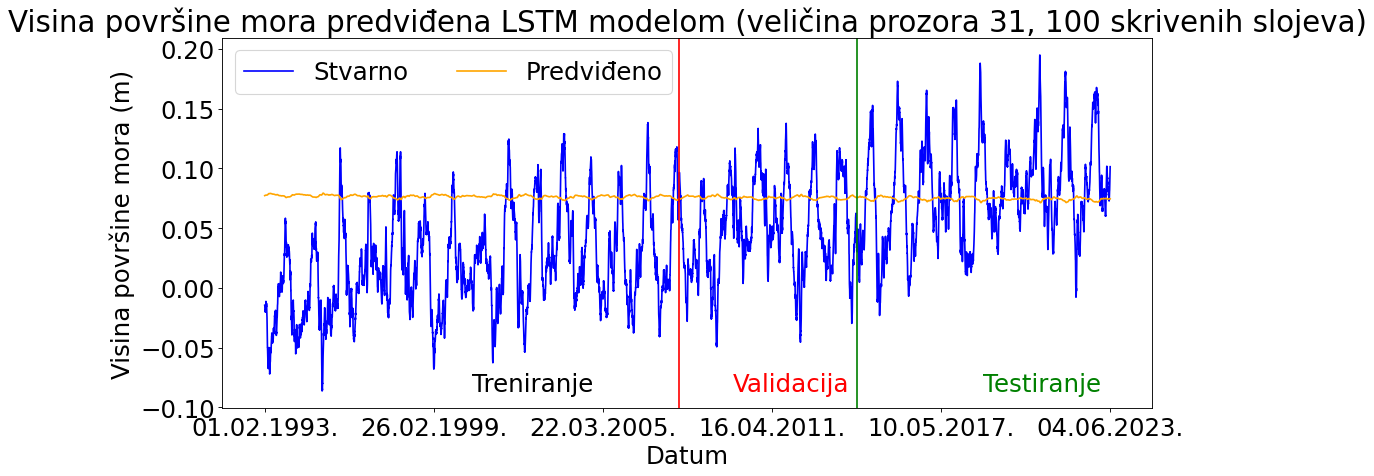 Visina površine mora predviđena LSTM modelom (veličina prozora 31, 100 skrivenih slojeva)
Stvarno Predviđeno
Visina površine mora (m)
0.20
0.15
0.10
0.05
0.00
−0.05
−0.10
Treniranje Validacija Testiranje
01.02.1993. 26.02.1999. 22.03.2005. 16.04.2011. 10.05.2017. 04.06.2023.
Datum